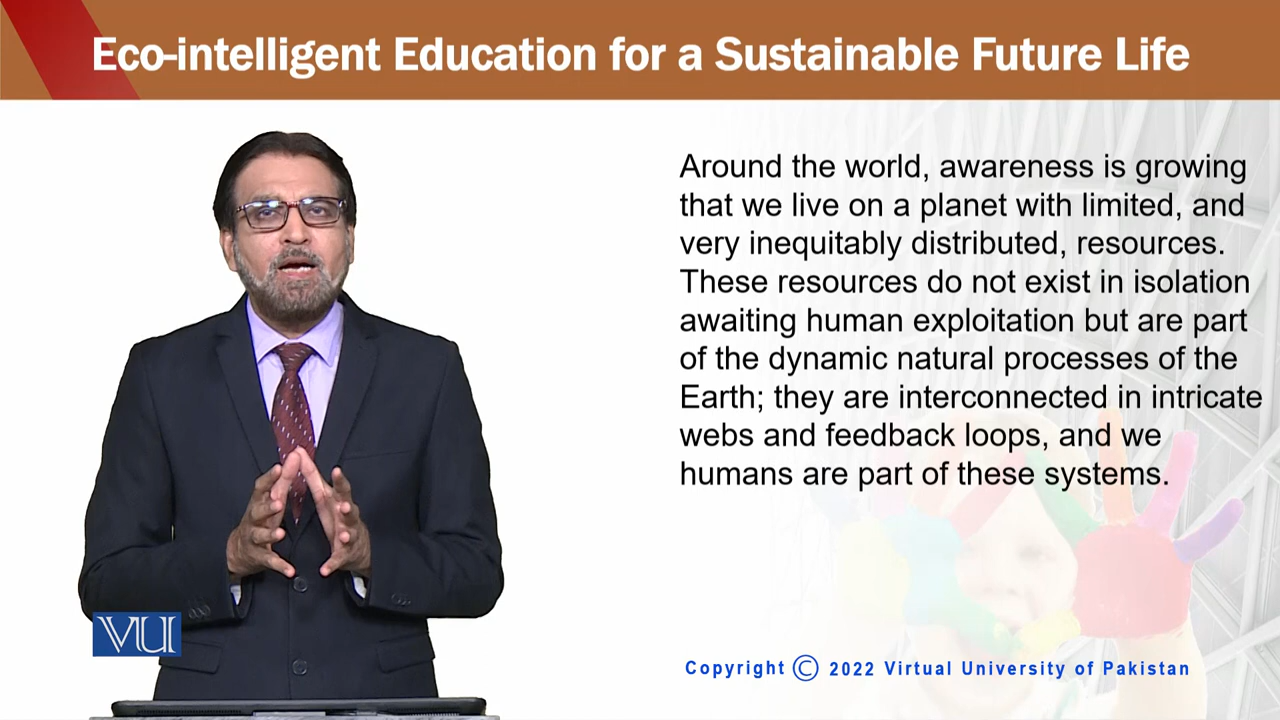 Eco-intelligent Education for a Sustainable Future Life
Around the world, awareness is growing
that we live on a planet with limited, and
very inequitably distributed, resources.
These resources do not exist in isolation
awaiting human exploitation but are part
of the dynamic natural processes of the
Earth; they are interconnected in intricate
webs and feedback loops, and we
humans are part of these systems.
VU
Copyright © 2022 Virtual University of Pakistan